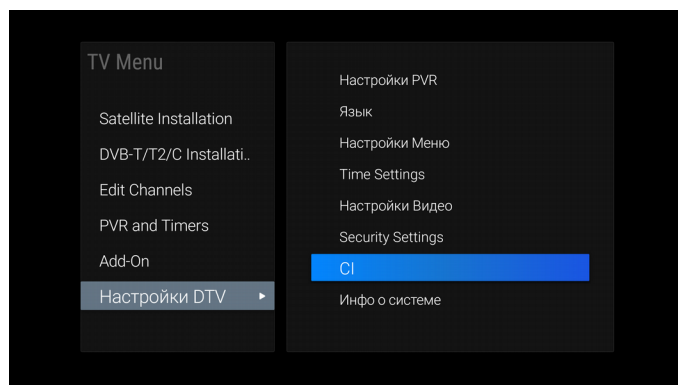 TV Menu
Satellite Installation
DVB-T/T2/C Installati..
Edit Channels
PVR and Timers
Add-On
Настройки DTV
Настройки PVR
Язык
Настройки Меню
Time Settings
Настройки Видео
Security Settings
CI
Инфо о системе